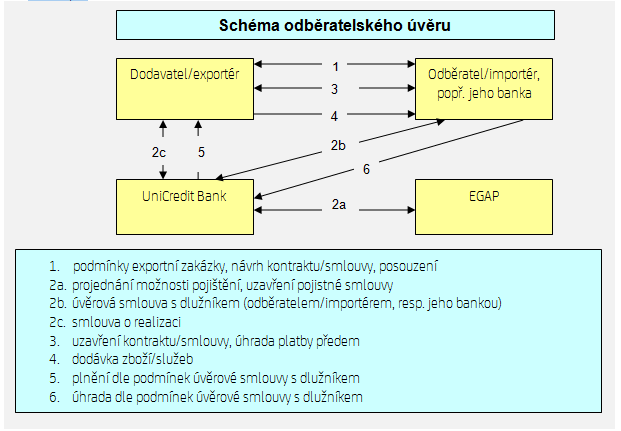 Schéma odběratelského úvěru
Dodavatel/exportér
1
3
4
Odběratel/importér,
popř. jeho banka
2c
5
2b
6
UniCredit Bank
2a
EGAP
1. podmínky exportní zakázky, návrh kontraktu/smlouvy, posouzení
2a. projednání možnosti pojištění, uzavření pojistné smlouvy
2b. úvěrová smlouva s dlužníkem (odběratelem/importérem, resp. jeho bankou)
2c. smlouva o realizaci
3. uzavření kontraktu/smlouvy, úhrada platby předem
4. dodávka zboží/služeb
5. plnění dle podmínek úvěrové smlouvy s dlužníkem
6. úhrada dle podmínek úvěrové smlouvy s dlužníkem